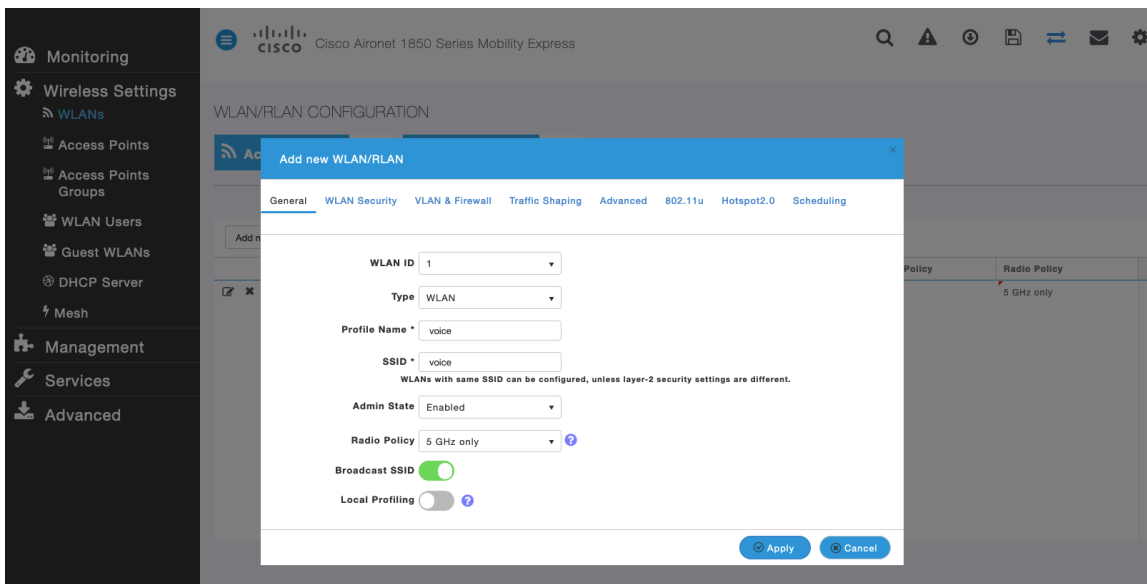 Monitoring
Wireless Settings
WLANs
Access Points
Access Points
Groups
WLAN Users
Guest WLANs
DHCP Server
Mesh
Management
Services
Advanced
CISCO Cisco Aironet 1850 Series Mobility Express
WLAN/RLAN CONFIGURATION
Ac
Add new WLAN/RLAN
General WLAN Security VLAN & Firewall Traffic Shaping Advanced 802.11u Hotspot2.0 Scheduling
Add n
WLAN ID 1
Type WLAN
Profile Name * voice
SSID * voice
WLANs with same SSID can be configured, unless layer-2 security settings are different.
Admin State Enabled
Radio Policy 5 GHz only ?
Broadcast SSID
Local Profiling ?
Apply Cancel
Policy Radio Policy
5 GHz only